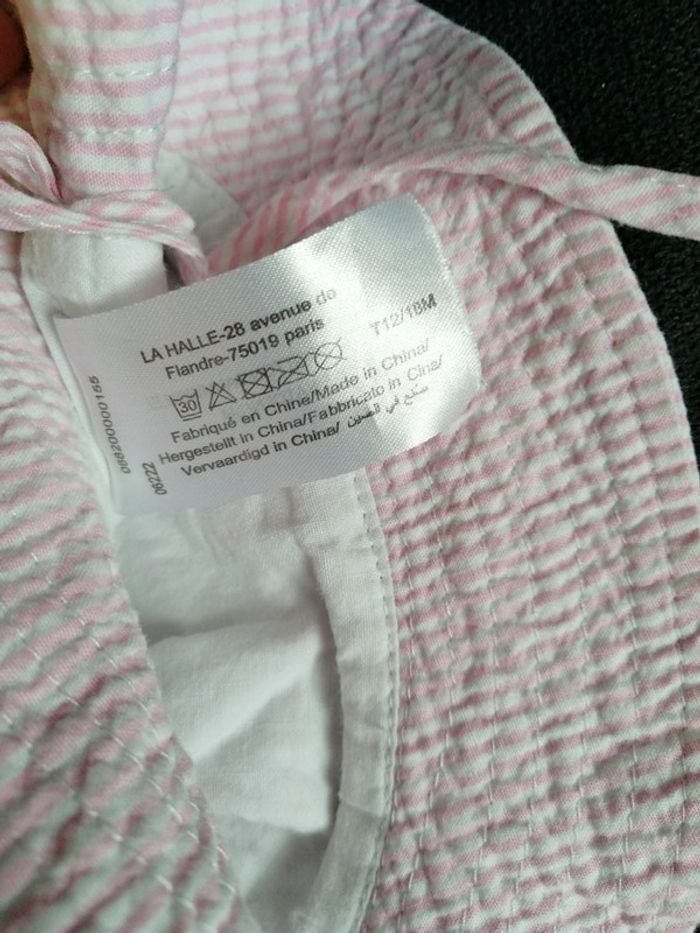 LA HALLE-28 avenue de
Flandre-75019 paris
T12/18M
30
Fabriqué en Chine/Made in China/
Hergestellt in China/Fabbricato in Cina/
Vervaardigd in China/ صنع في الصين
06222